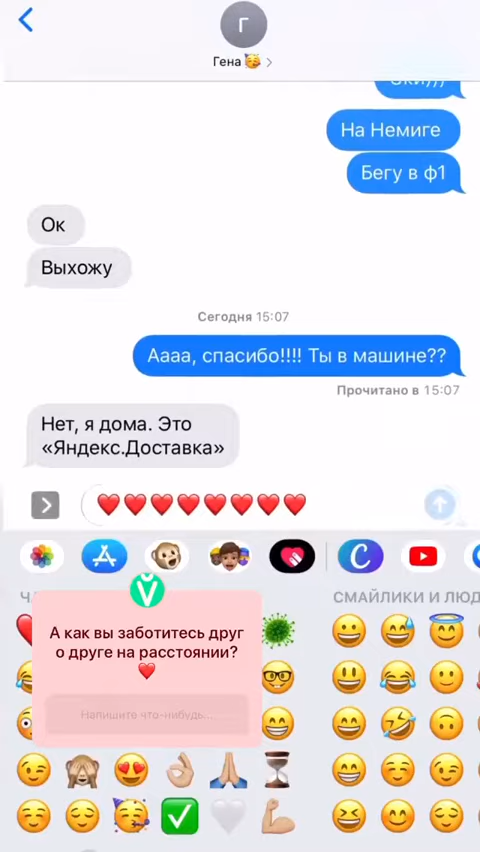 Г
Гена 🥳 >
Оки)))
На Немиге
Бегу в ф1
Ок
Выхожу
Сегодня 15:07
Аааа, спасибо!!!! Ты в машине??
Прочитано в 15:07
Нет, я дома. Это
«Яндекс.Доставка»
❤️❤️❤️❤️❤️❤️❤️❤️
СМАЙЛИКИ И ЛЮД
А как вы заботитесь друг
о друге на расстоянии?
❤️
Напишите что-нибудь...